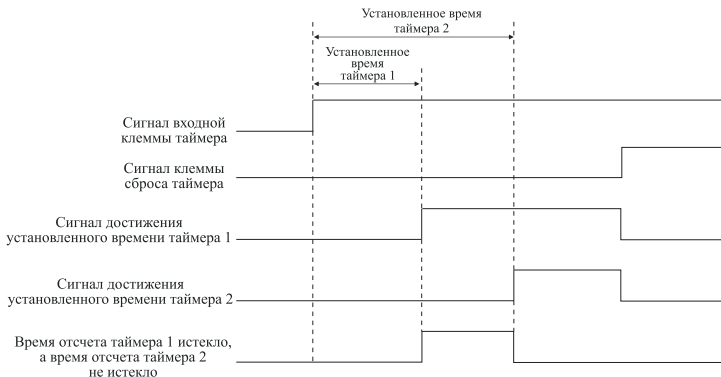 Установленное время
таймера 2
Установленное
время
таймера 1
Сигнал входной
клеммы таймера
Сигнал клеммы
сброса таймера
Сигнал достижения
установленного времени таймера 1
Сигнал достижения
установленного времени таймера 2
Время отсчета таймера 1 истекло,
а время отсчета таймера 2
не истекло